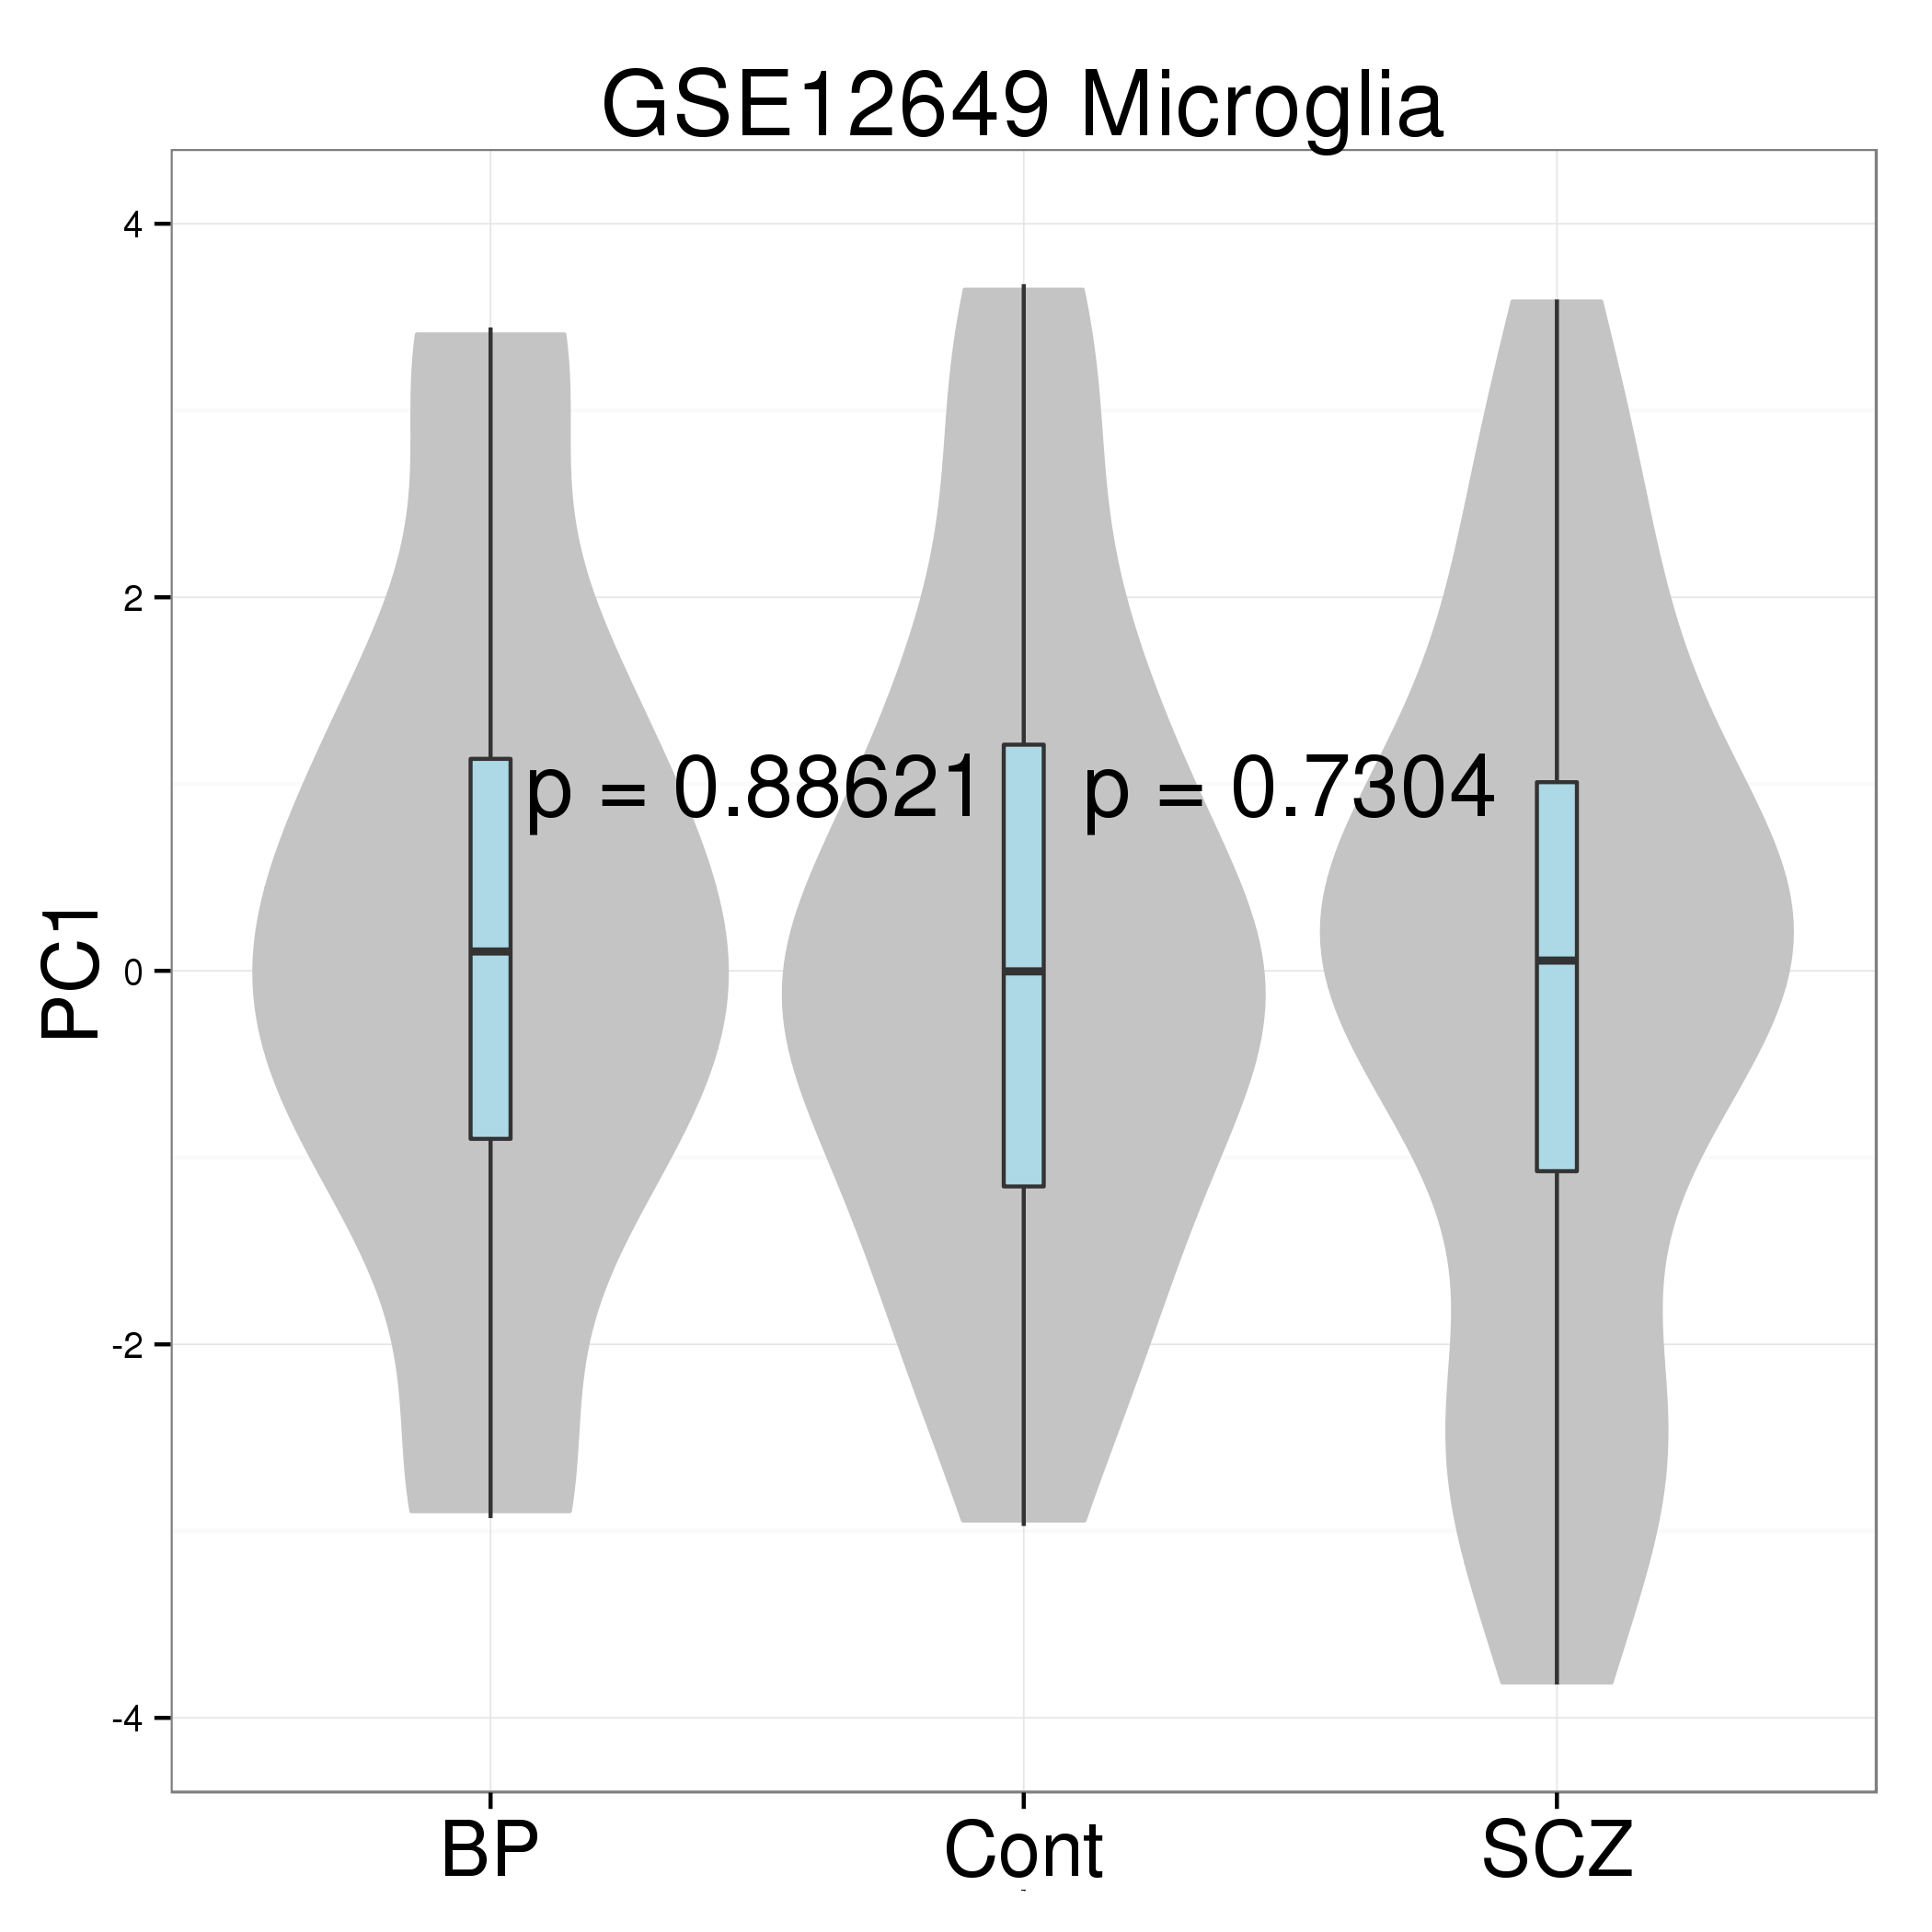 GSE12649 Microglia
4
2
0
-2
-4
PC1
p = 0.88621
p = 0.7304
BP
Cont
SCZ